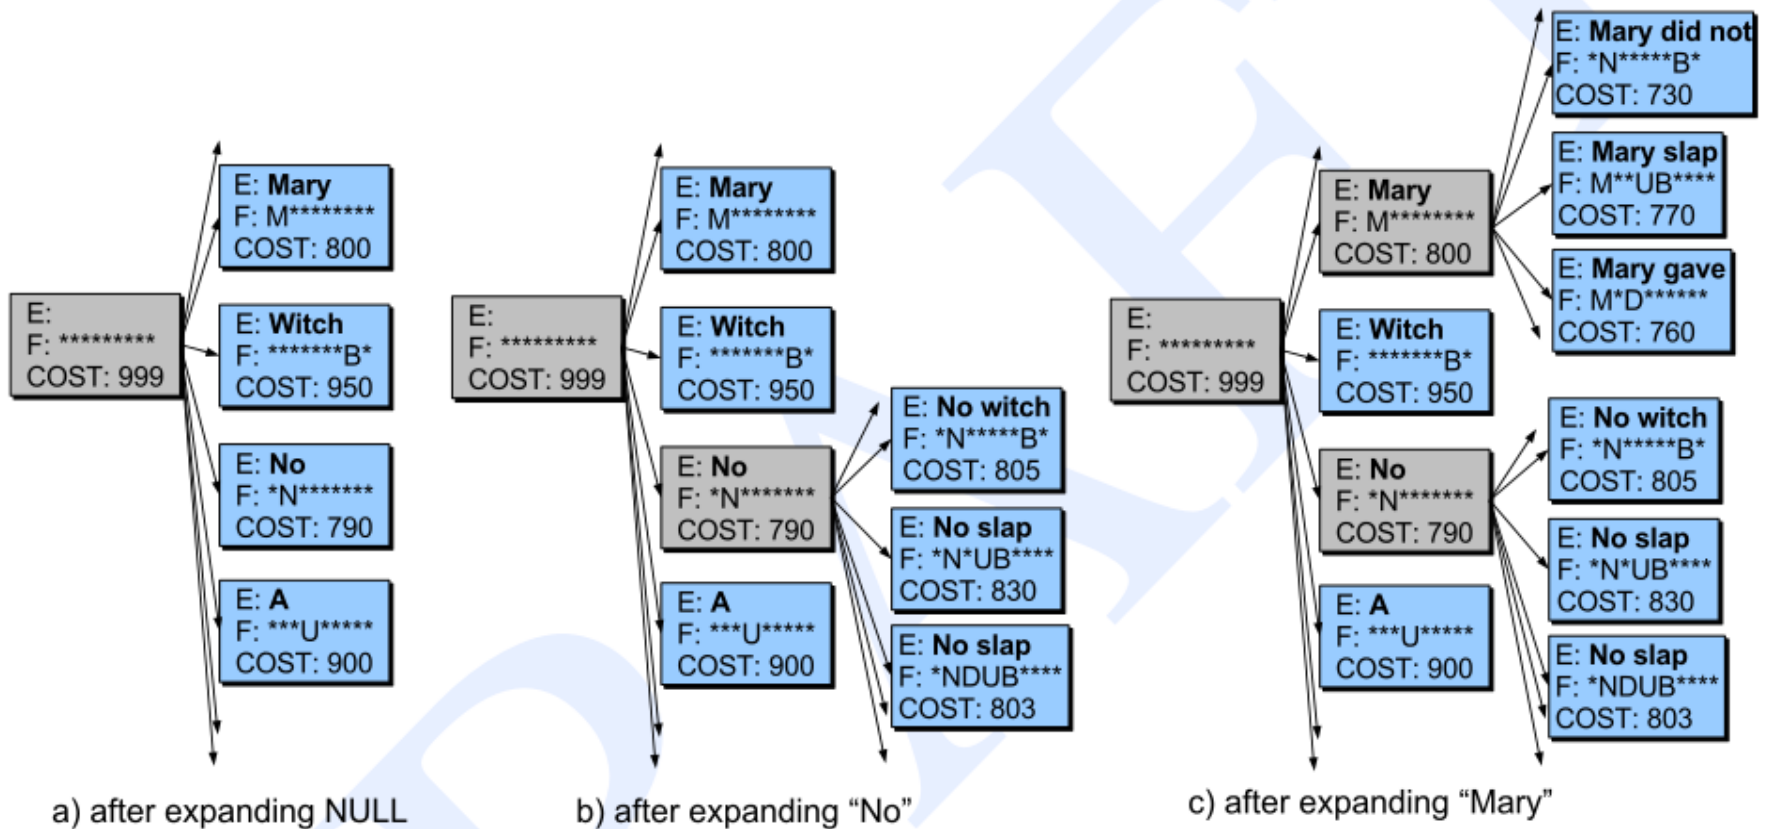 E:
F: *********
COST: 999
E: Mary
F: M********
COST: 800
E: Witch
F: *******B*
COST: 950
E: No
F: *N*******
COST: 790
E: A
F: ***U*****
COST: 900
a) after expanding NULL
E:
F: *********
COST: 999
E: Mary
F: M********
COST: 800
E: Witch
F: *******B*
COST: 950
E: No
F: *N*******
COST: 790
E: A
F: ***U*****
COST: 900
E: No witch
F: *N*****B*
COST: 805
E: No slap
F: *N*UB****
COST: 830
E: No slap
F: *NDUB****
COST: 803
b) after expanding “No”
E:
F: *********
COST: 999
E: Mary
F: M********
COST: 800
E: Witch
F: *******B*
COST: 950
E: No
F: *N*******
COST: 790
E: A
F: ***U*****
COST: 900
E: Mary did not
F: *N*****B*
COST: 730
E: Mary slap
F: M**UB****
COST: 770
E: Mary gave
F: M*D******
COST: 760
E: No witch
F: *N*****B*
COST: 805
E: No slap
F: *N*UB****
COST: 830
E: No slap
F: *NDUB****
COST: 803
c) after expanding “Mary”